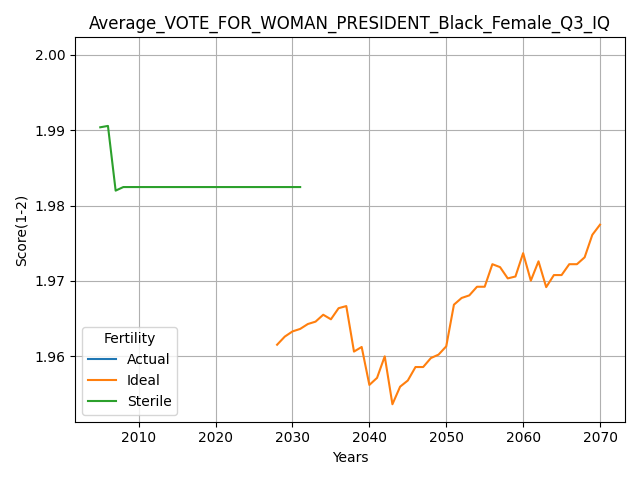 Average_VOTE_FOR_WOMAN_PRESIDENT_Black_Female_Q3_IQ
2.00
1.99
1.98
1.97
1.96
Score(1-2)
Fertility
Actual
Ideal
Sterile
2010 2020 2030 2040 2050 2060 2070
Years